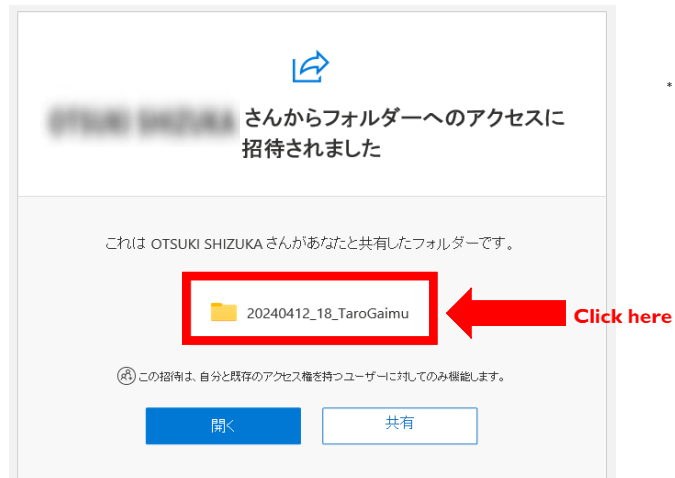 OTSUKI SHIZUKA さんからフォルダーへのアクセスに
招待されました
*
これは OTSUKI SHIZUKA さんがあなたと共有したフォルダーです。
20240412_18_TaroGaimu
Click here
この招待は、自分と既存のアクセス権を持つユーザーに対してのみ機能します。
開く
共有